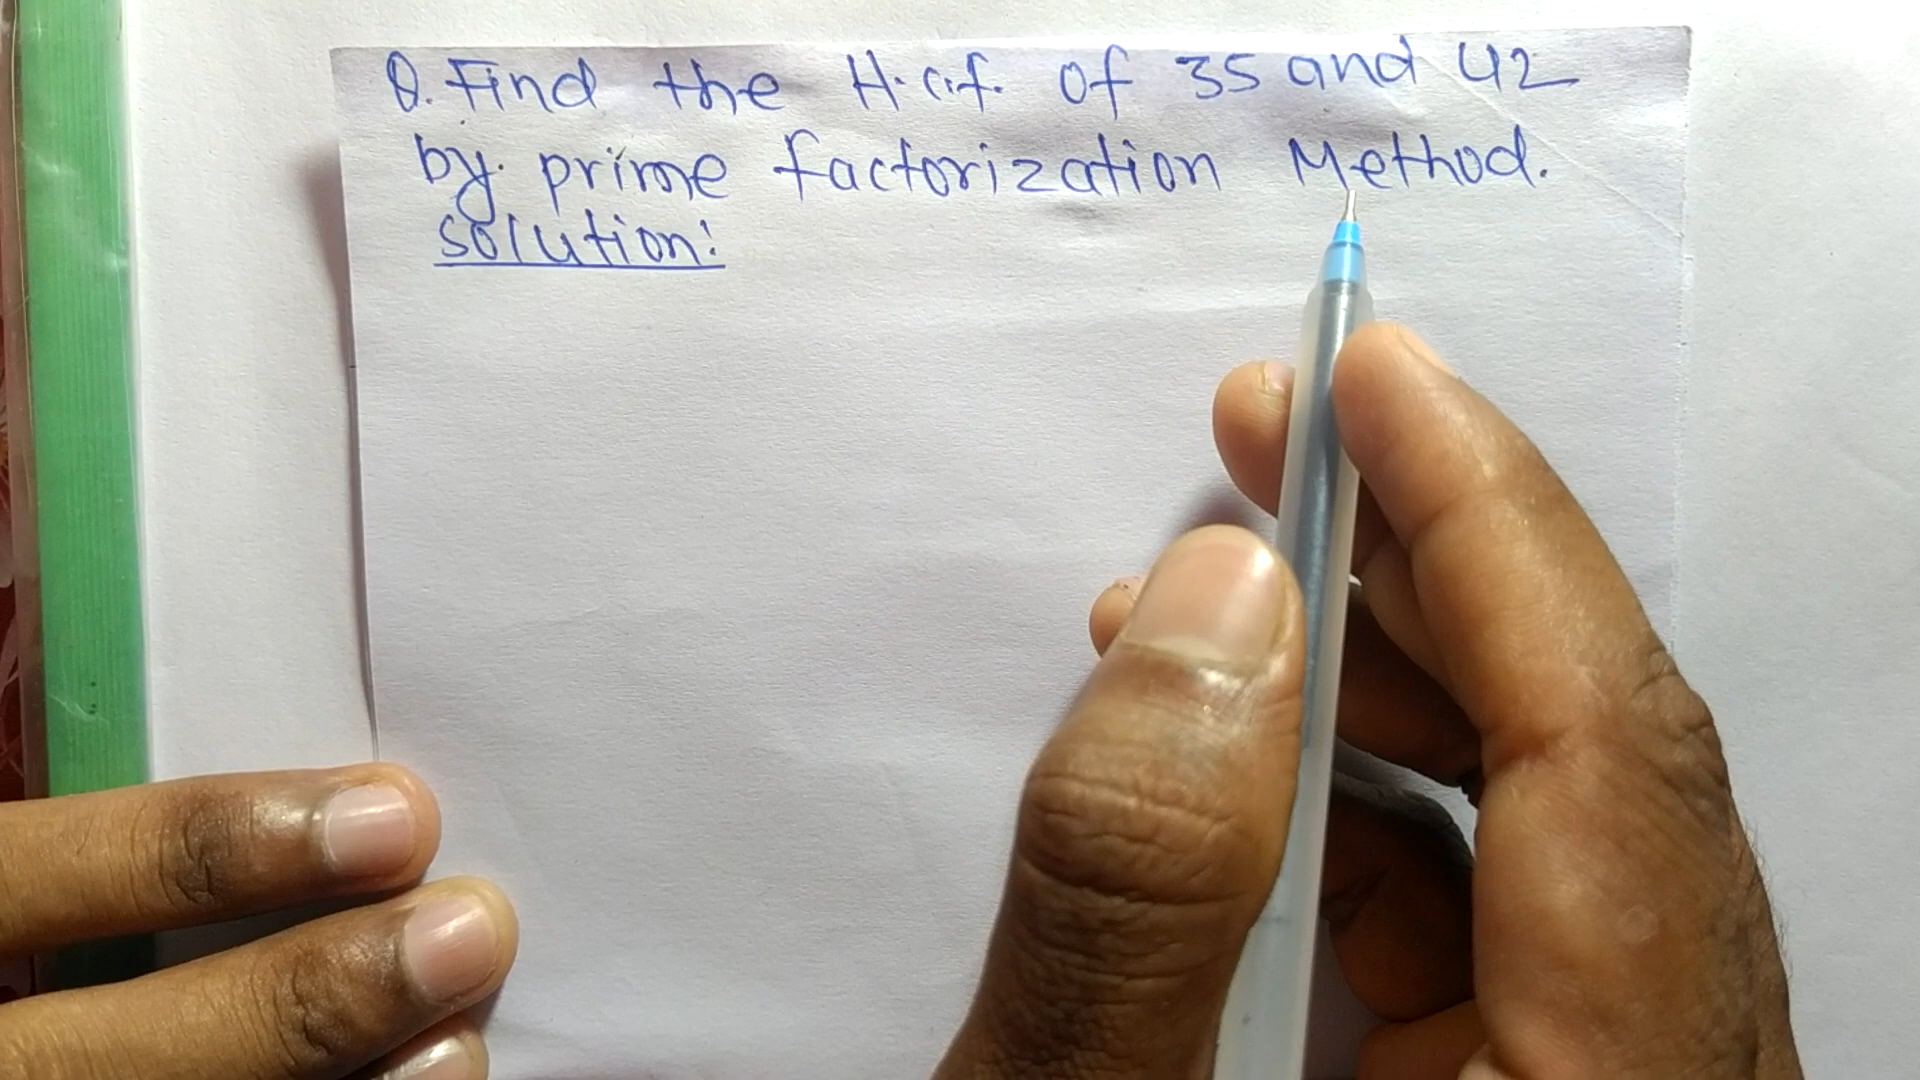 Q. Find the H.C.f. of 35 and 42
by prime factorization Method.
Solution: